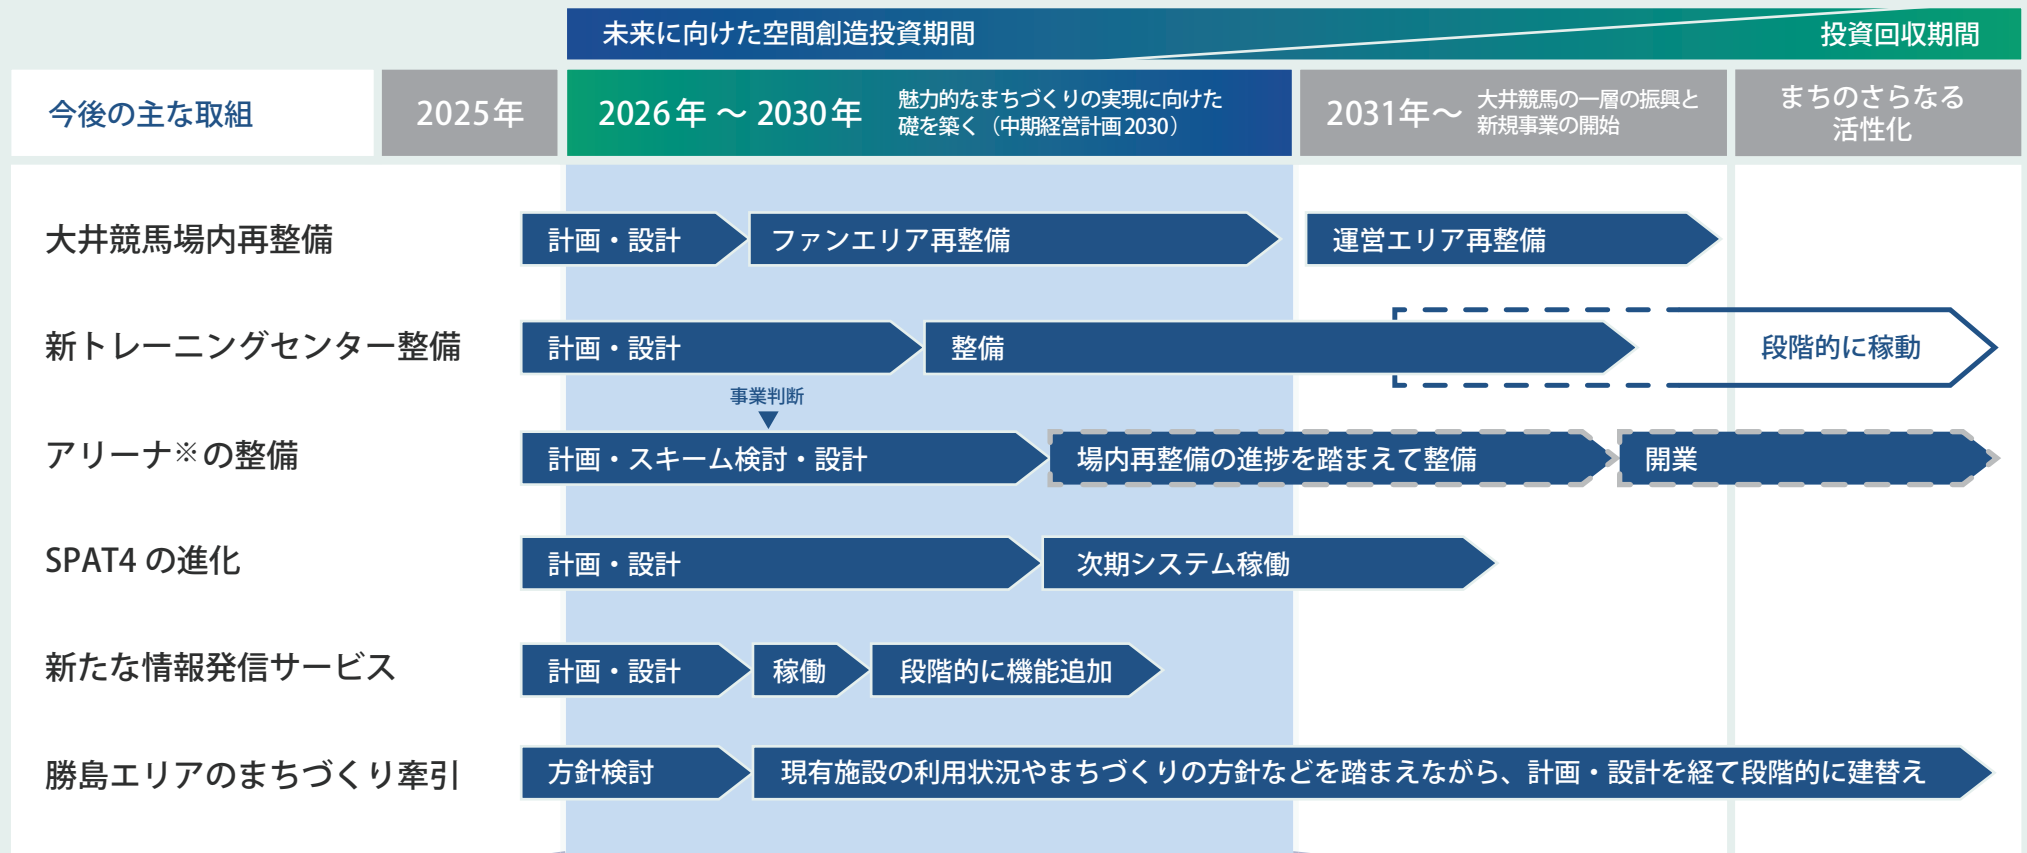 未来に向けた空間創造投資期間
投資回収期間
今後の主な取組
2025年
2026年 ～ 2030年
魅力的なまちづくりの実現に向けた
礎を築く（中期経営計画2030）
2031年～
大井競馬の一層の振興と
新規事業の開始
まちのさらなる
活性化
大井競馬場内再整備
計画・設計
ファンエリア再整備
運営エリア再整備
新トレーニングセンター整備
計画・設計
整備
段階的に稼動
事業判断
アリーナ※の整備
計画・スキーム検討・設計
場内再整備の進捗を踏まえて整備
開業
SPAT4 の進化
計画・設計
次期システム稼働
新たな情報発信サービス
計画・設計
稼働
段階的に機能追加
勝島エリアのまちづくり牽引
方針検討
現有施設の利用状況やまちづくりの方針などを踏まえながら、計画・設計を経て段階的に建替え